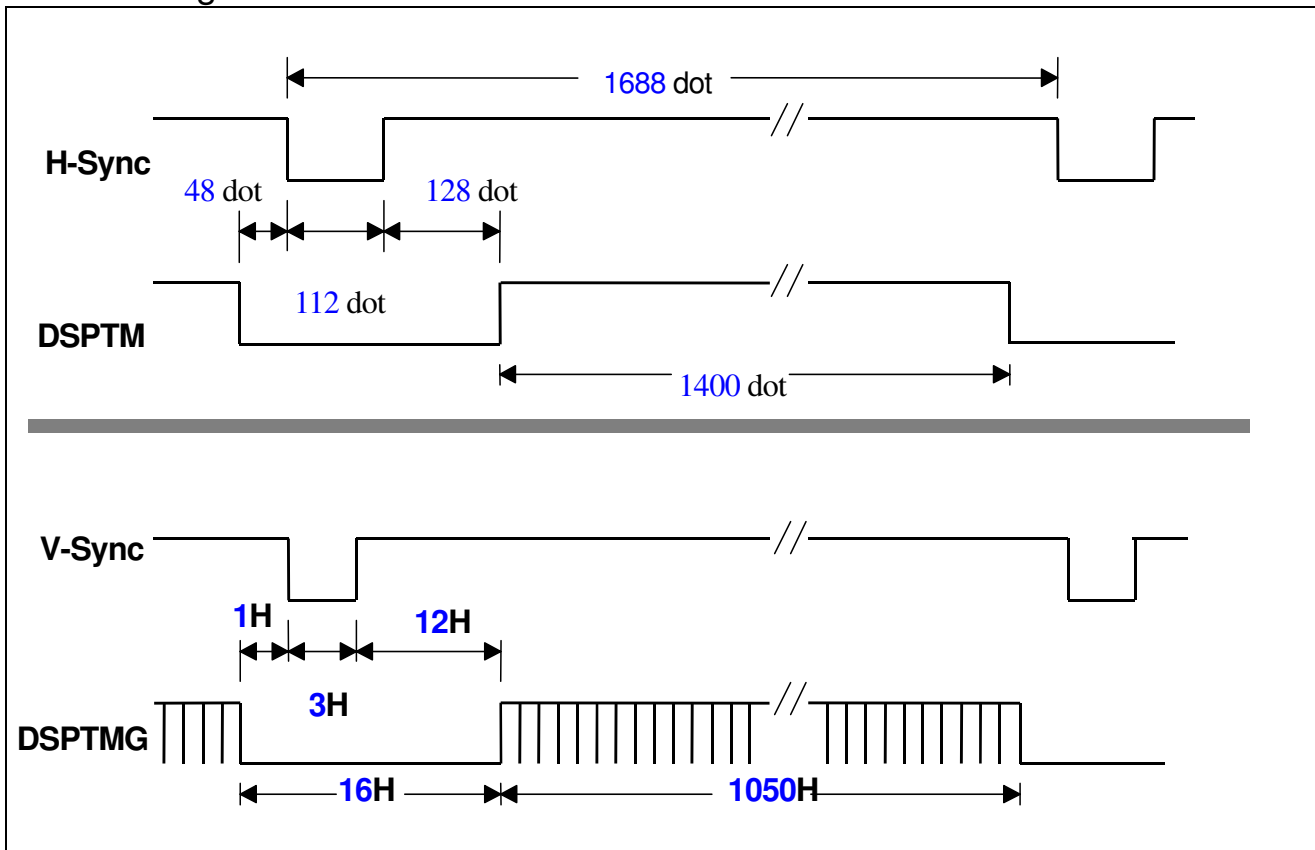 1688 dot
H-Sync
48 dot
128 dot
112 dot
DSPTM
1400 dot
V-Sync
1H
12H
3H
DSPTMG
16H
1050H